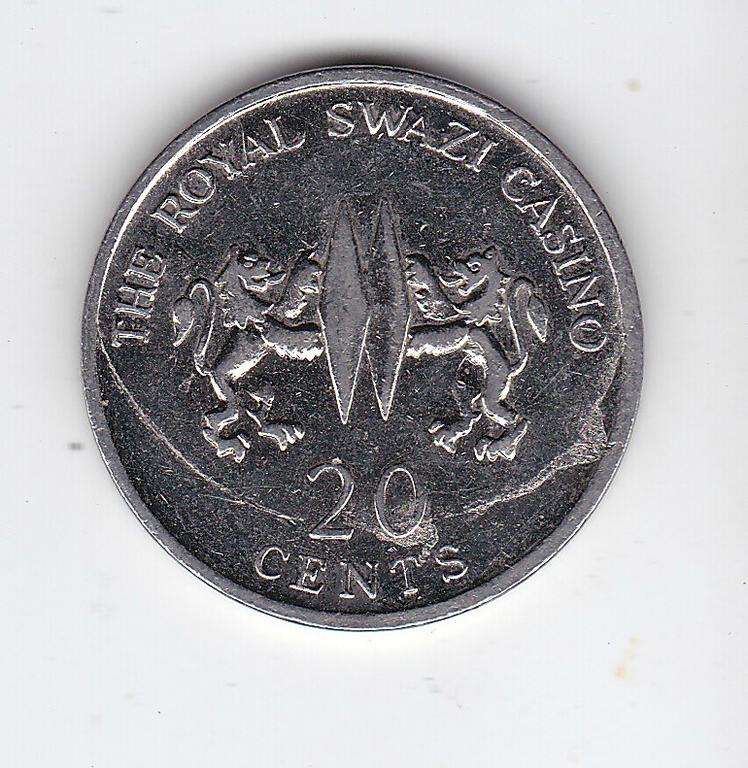 THE ROYAL SWAZI CASINO
20
CENTS